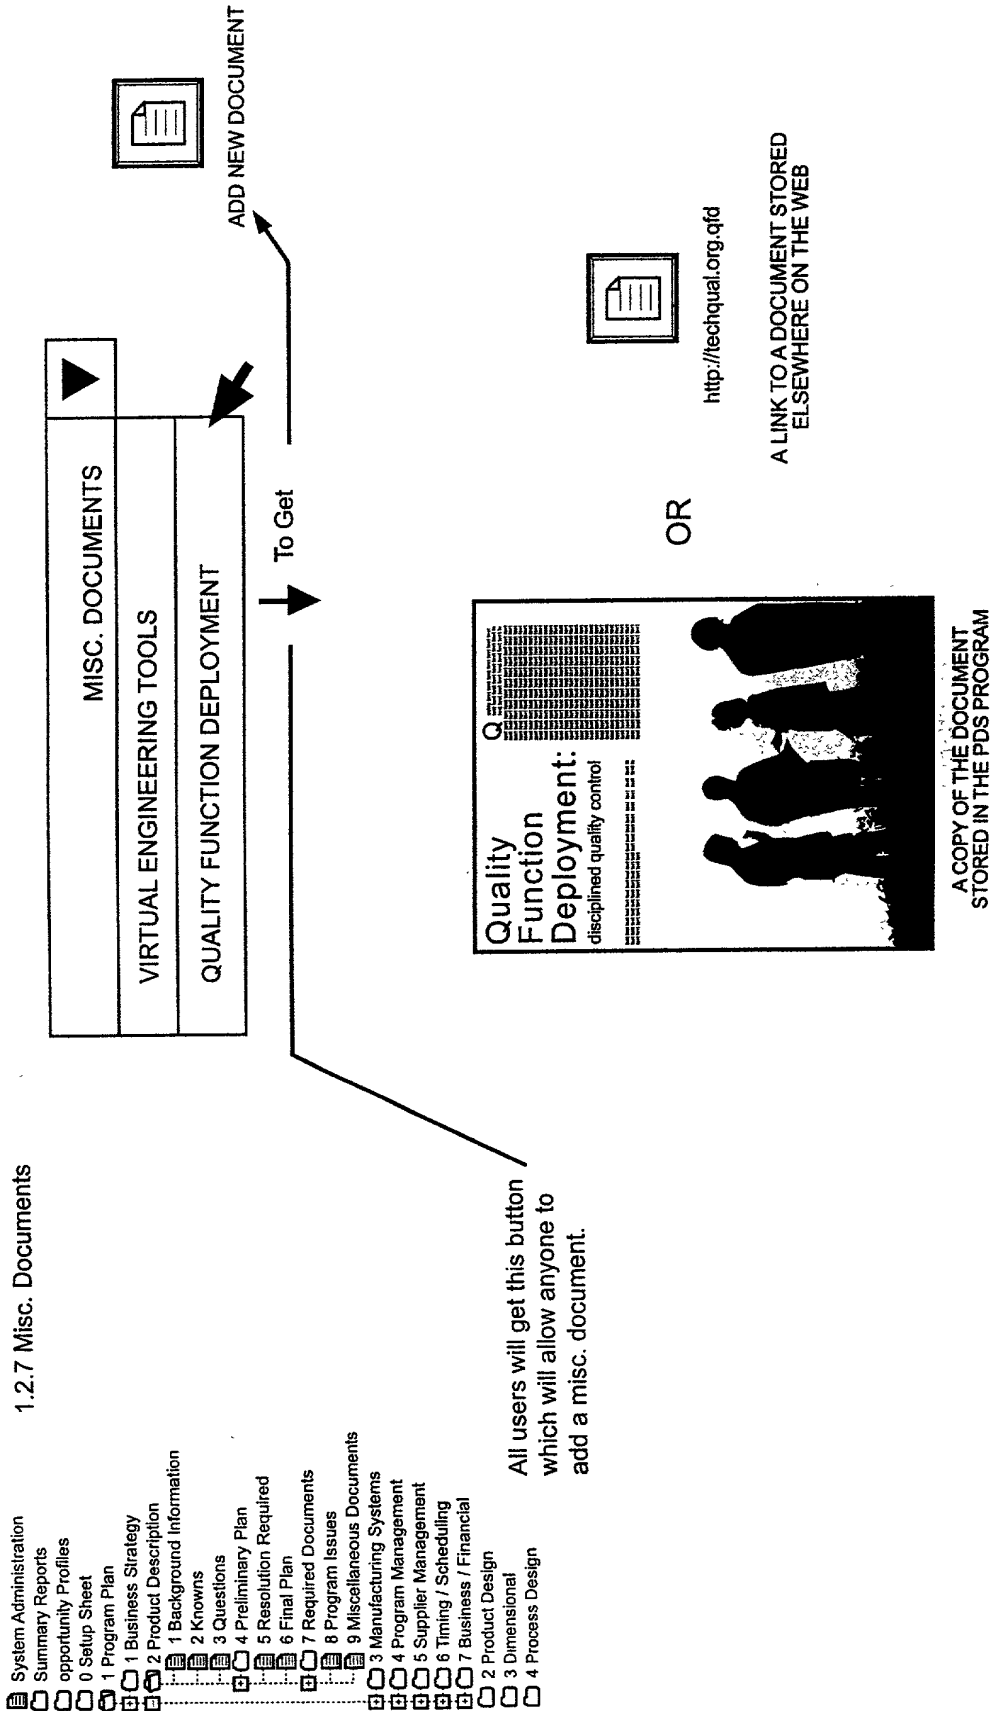 System Administration
Summary Reports
opportunity Profiles
0 Setup Sheet
1 Program Plan
1 Business Strategy
2 Product Description
1 Background Information
2 Knowns
3 Questions
4 Preliminary Plan
5 Resolution Required
6 Final Plan
7 Required Documents
8 Program Issues
9 Miscellaneous Documents
3 Manufacturing Systems
4 Program Management
5 Supplier Management
6 Timing / Scheduling
7 Business / Financial
2 Product Design
3 Dimensional
4 Process Design
1.2.7 Misc. Documents
MISC. DOCUMENTS
VIRTUAL ENGINEERING TOOLS
QUALITY FUNCTION DEPLOYMENT
ADD NEW DOCUMENT
To Get
All users will get this button
which will allow anyone to
add a misc. document.
Quality
Function
Deployment:
disciplined quality control
Q
A COPY OF THE DOCUMENT
STORED IN THE PDS PROGRAM
OR
http://techqual.org.qfd
A LINK TO A DOCUMENT STORED
ELSEWHERE ON THE WEB